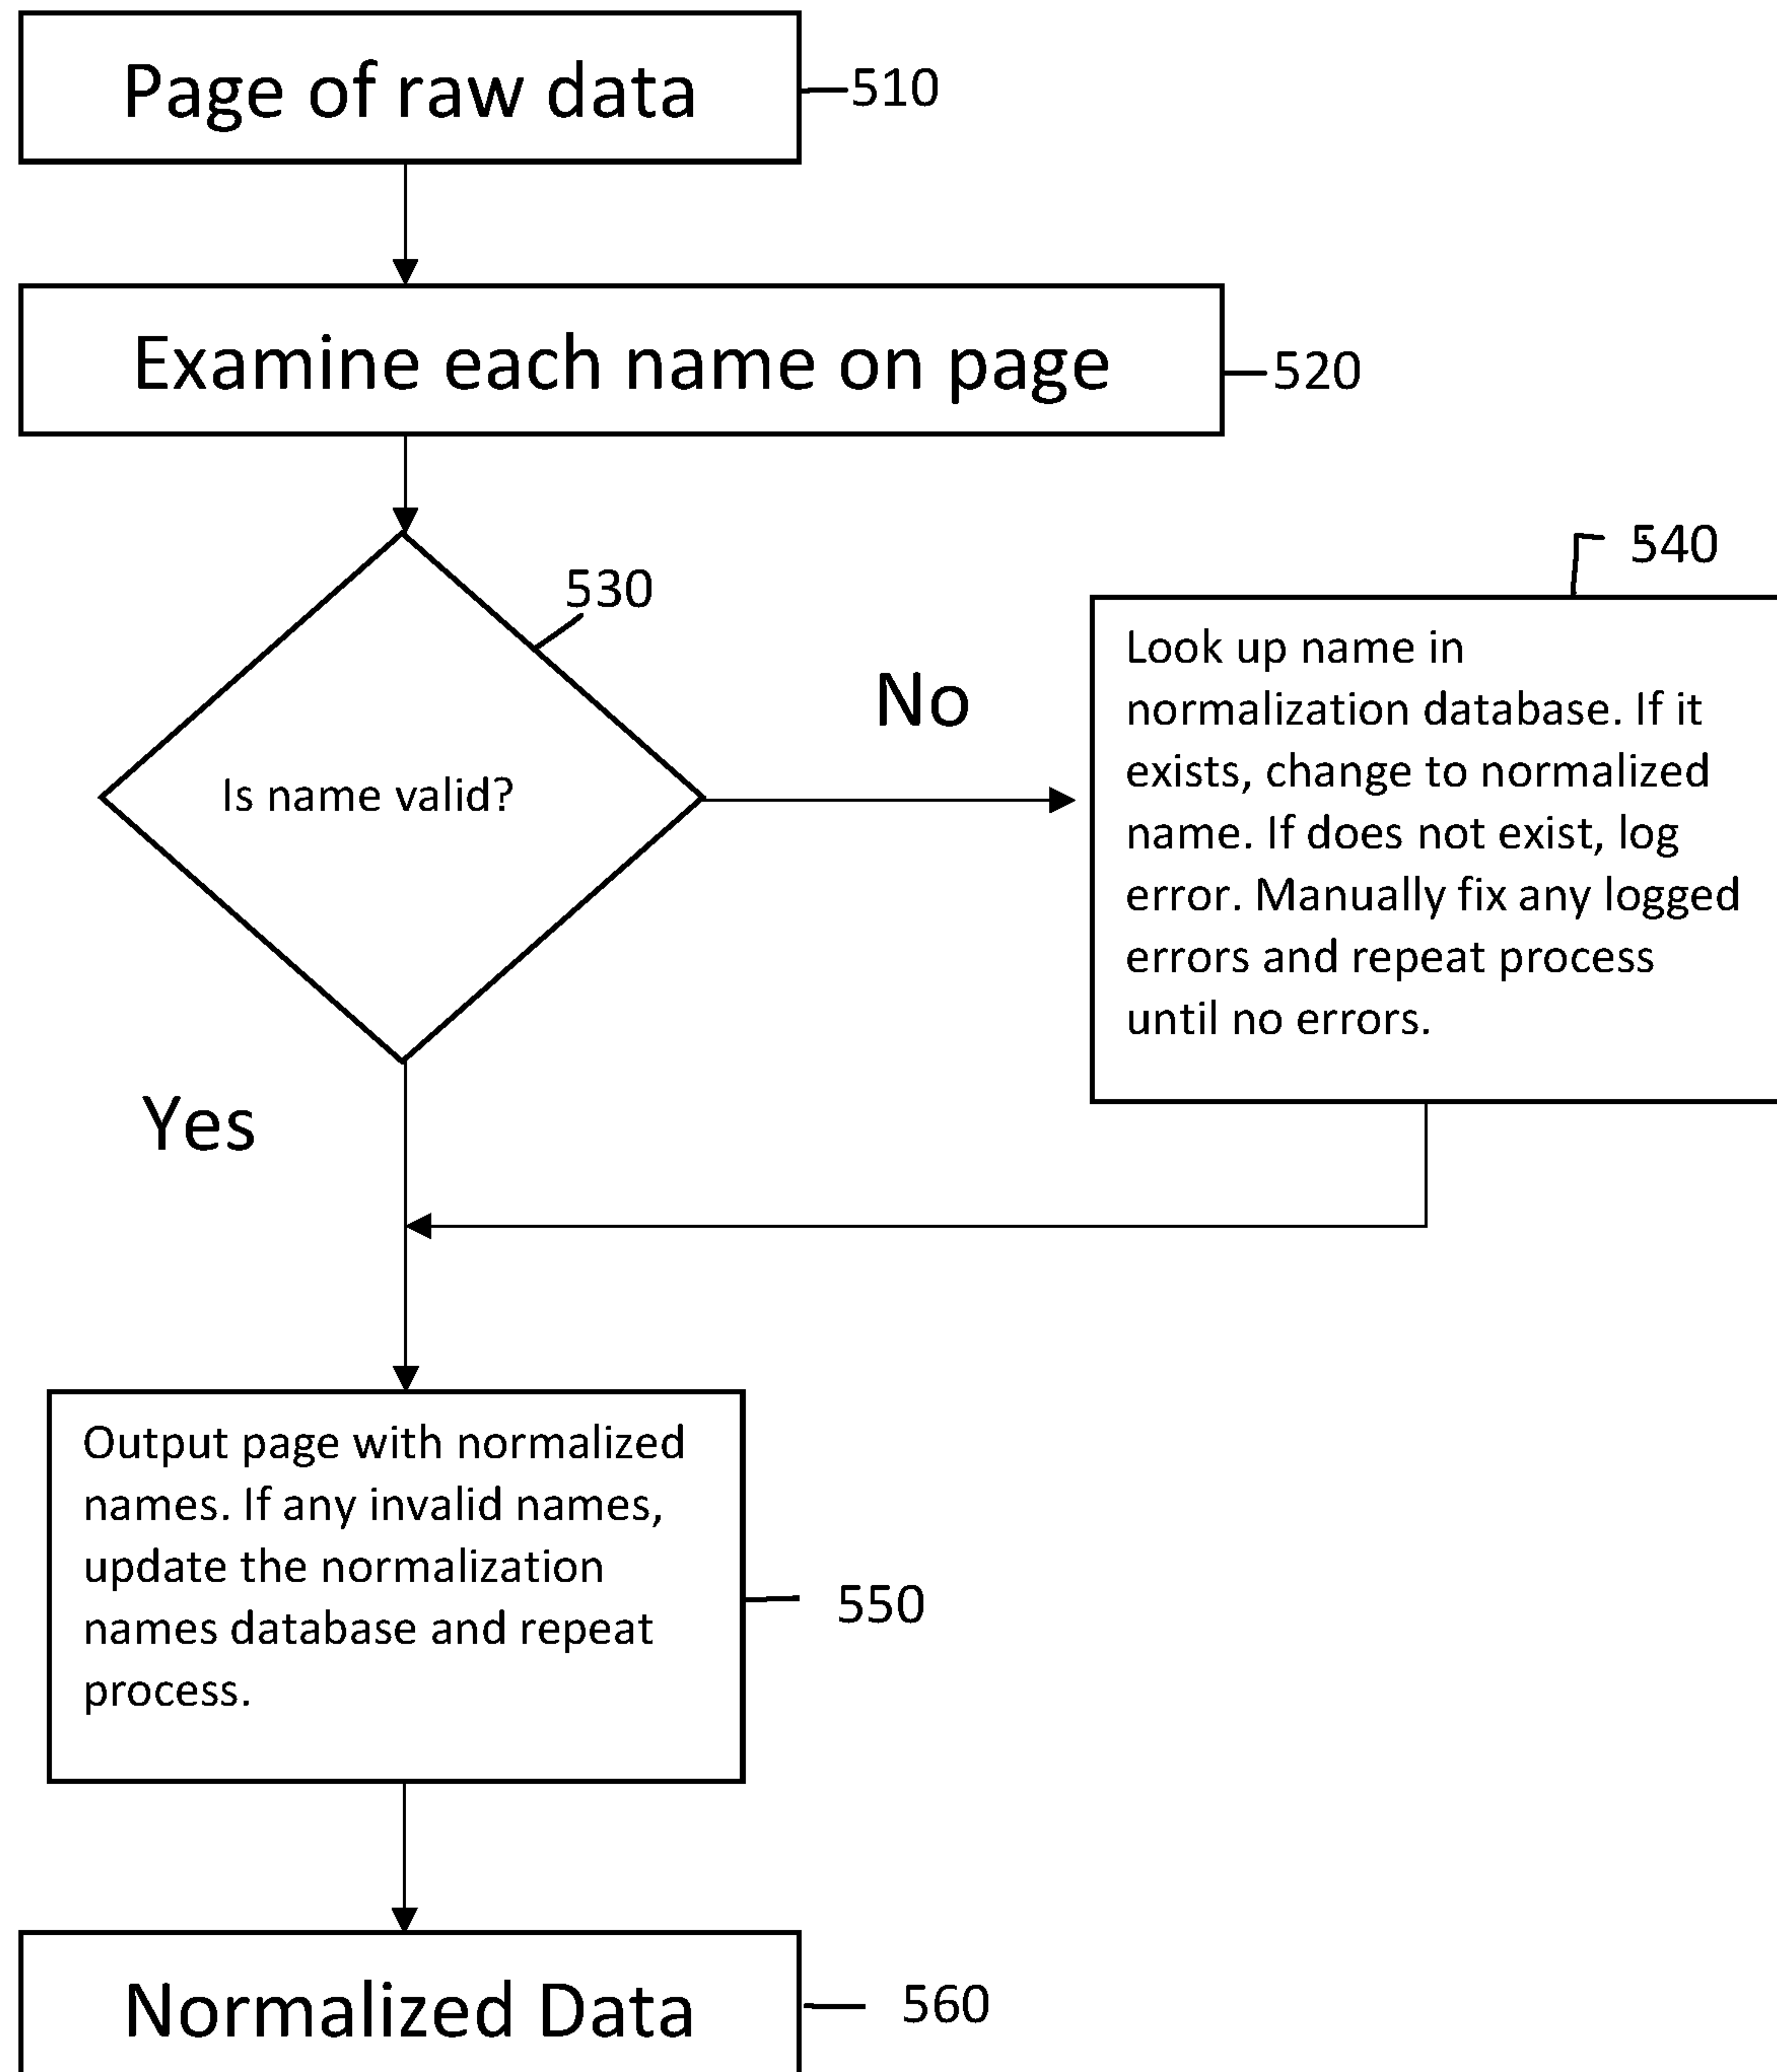 Page of raw data
510
Examine each name on page
520
530
Is name valid?
No
540
Look up name in
normalization database. If it
exists, change to normalized
name. If does not exist, log
error. Manually fix any logged
errors and repeat process
until no errors.
Yes
Output page with normalized
names. If any invalid names,
update the normalization
names database and repeat
process.
550
Normalized Data
560